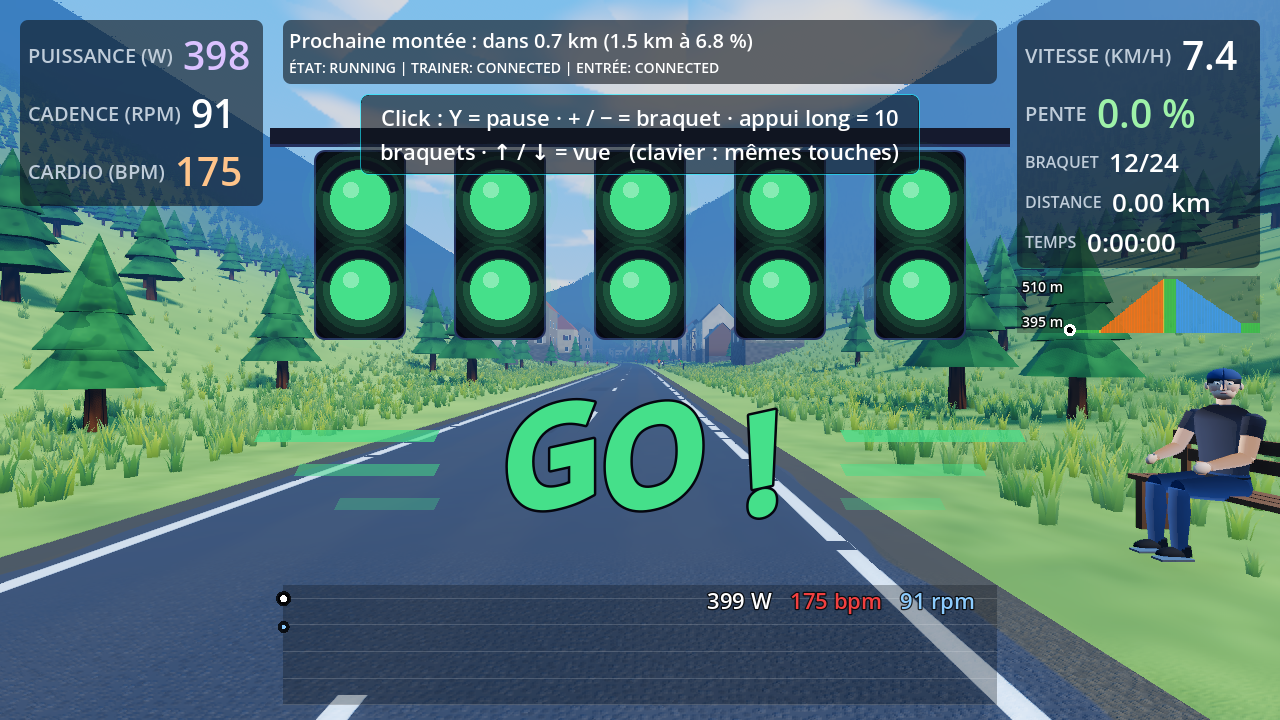 PUISSANCE (W) 398
CADENCE (RPM) 91
CARDIO (BPM) 175
Prochaine montée : dans 0.7 km (1.5 km à 6.8 %)
ÉTAT: RUNNING | TRAINER: CONNECTED | ENTRÉE: CONNECTED
Click : Y = pause · + / − = braquet · appui long = 10
braquets · ↑ / ↓ = vue (clavier : mêmes touches)
VITESSE (KM/H) 7.4
PENTE 0.0 %
BRAQUET 12/24
DISTANCE 0.00 km
TEMPS 0:00:00
510 m
395 m
GO !
399 W 175 bpm 91 rpm